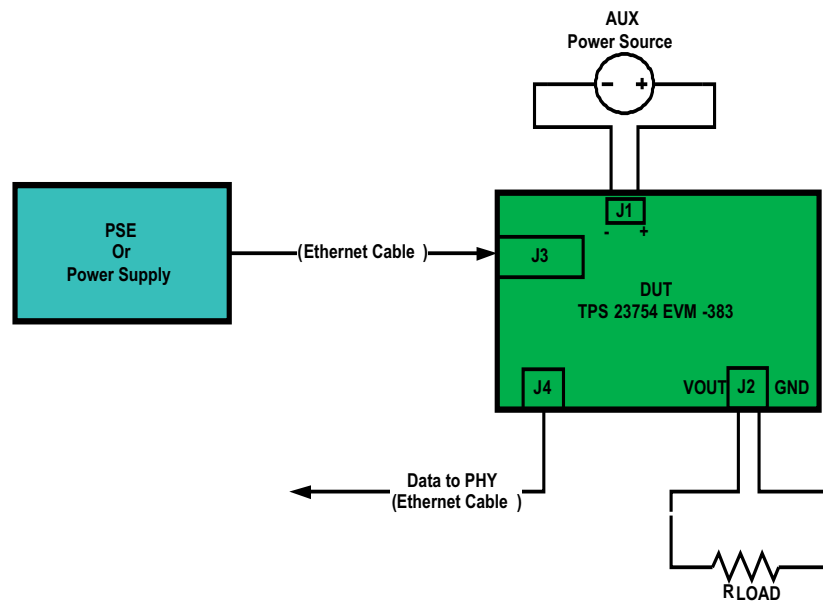 AUX
Power Source
- +
J1
- +
PSE
Or
Power Supply
(Ethernet Cable )
J3
DUT
TPS 23754 EVM -383
J4
VOUT
J2
GND
Data to PHY
(Ethernet Cable )
RLOAD